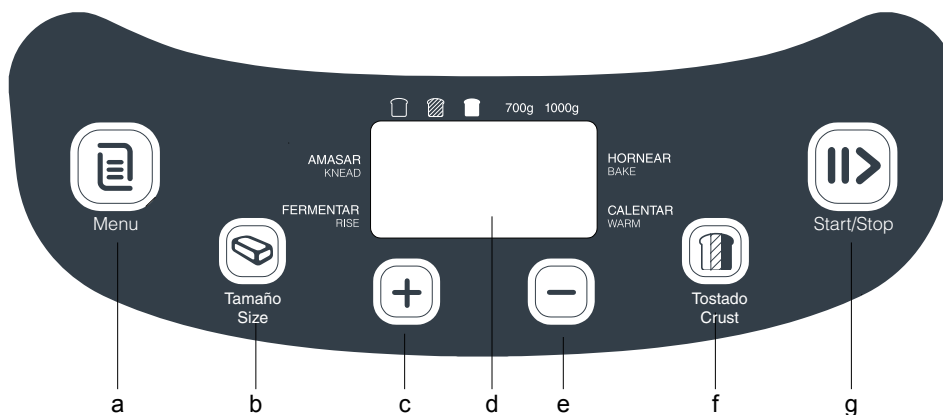 700g 1000g
AMASAR
KNEAD
HORNEAR
BAKE
FERMENTAR
RISE
CALENTAR
WARM
Menu
Start/Stop
Tamaño
Size
+
−
Tostado
Crust
a b c d e f g